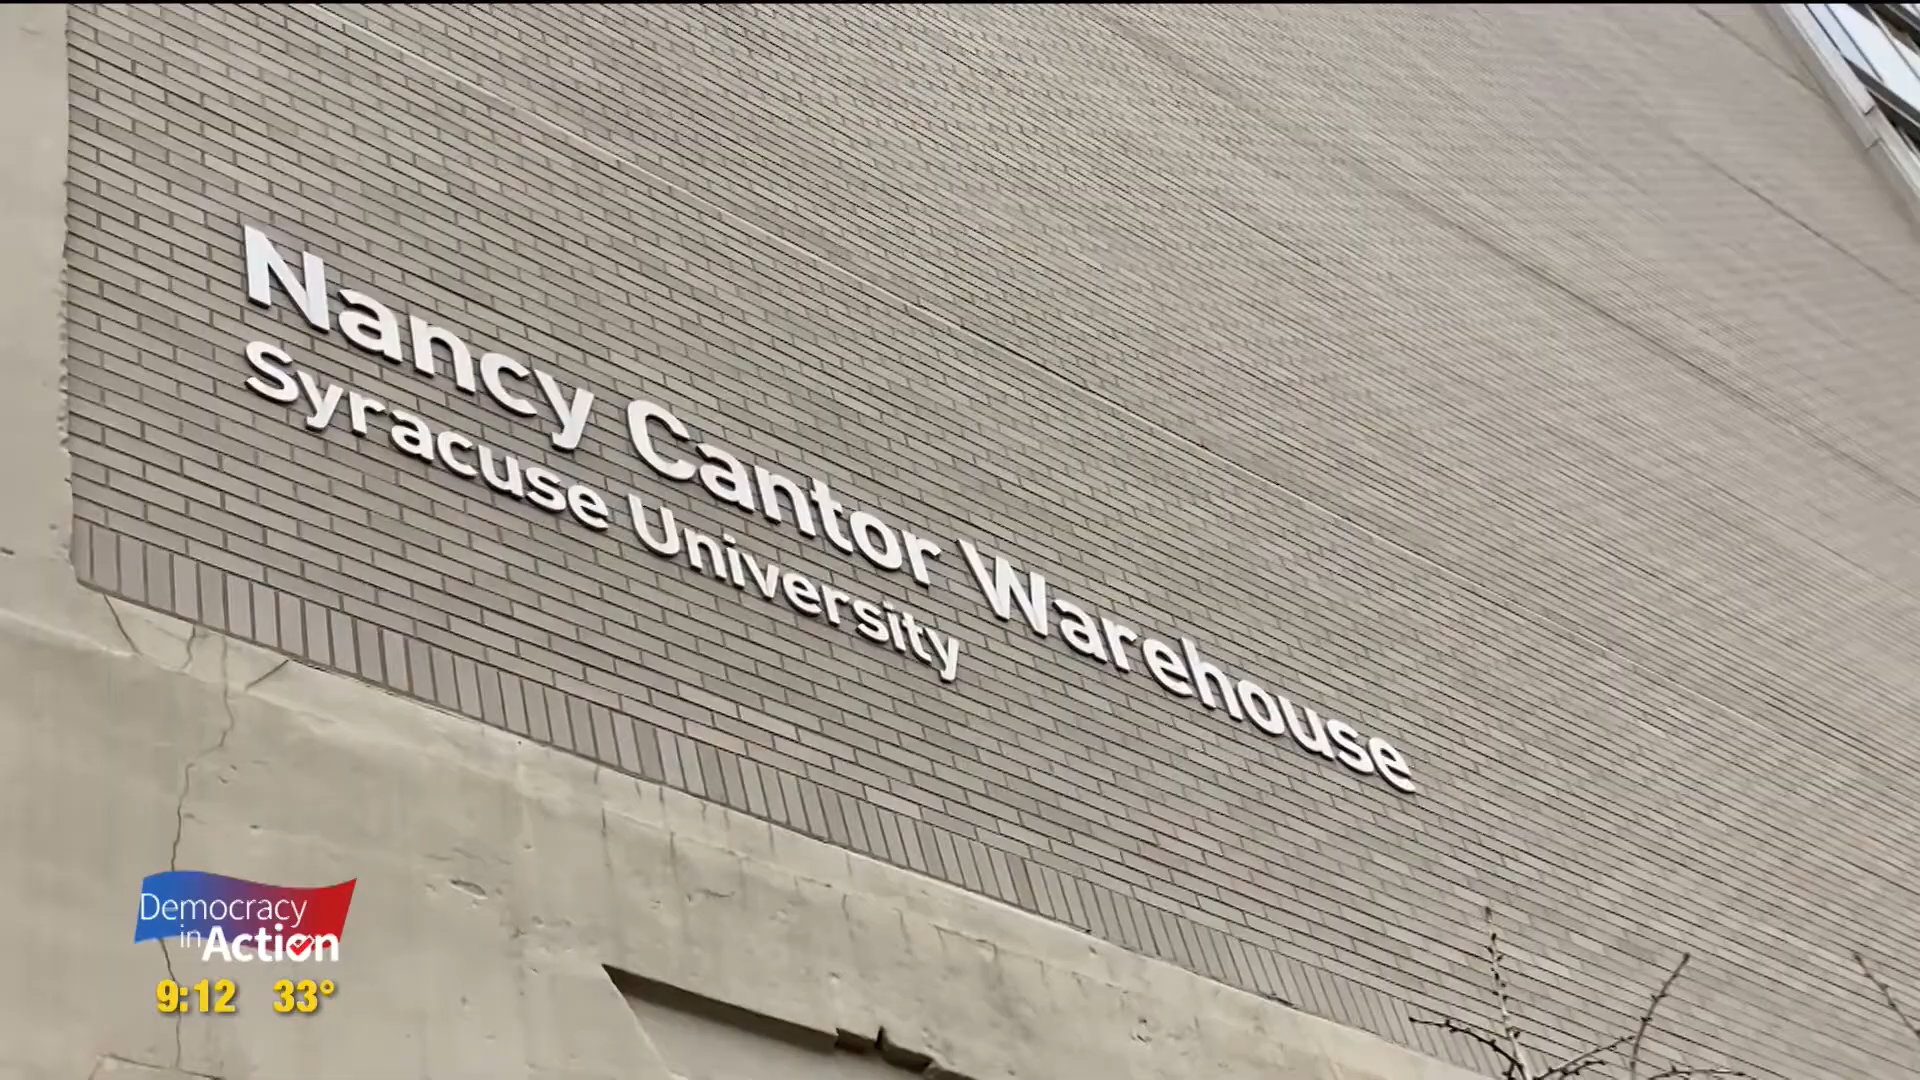 Nancy Cantor Warehouse
Syracuse University
Democracy
in Action
9:12 33°